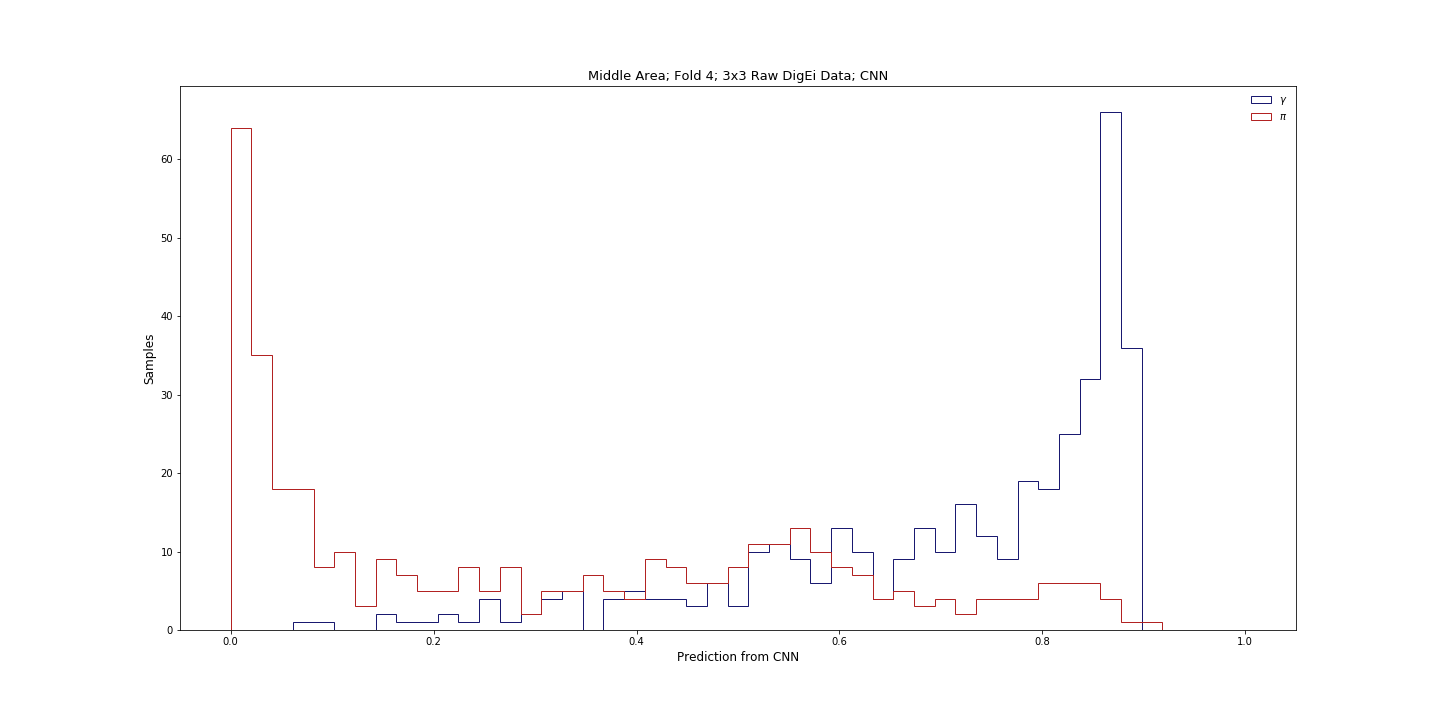 Middle Area; Fold 4; 3x3 Raw DigEi Data; CNN
γ
π
60
50
40
30
20
10
0
Samples
0.0 0.2 0.4 0.6 0.8 1.0
Prediction from CNN